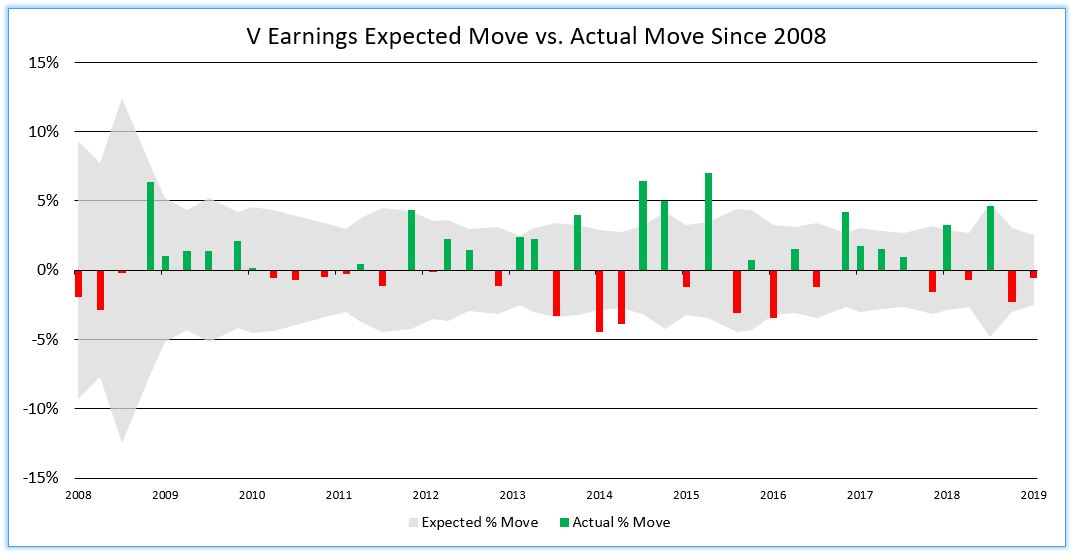 V Earnings Expected Move vs. Actual Move Since 2008
15%
10%
5%
0%
-5%
-10%
-15%
2008 2009 2010 2011 2012 2013 2014 2015 2016 2017 2018 2019
Expected % Move Actual % Move